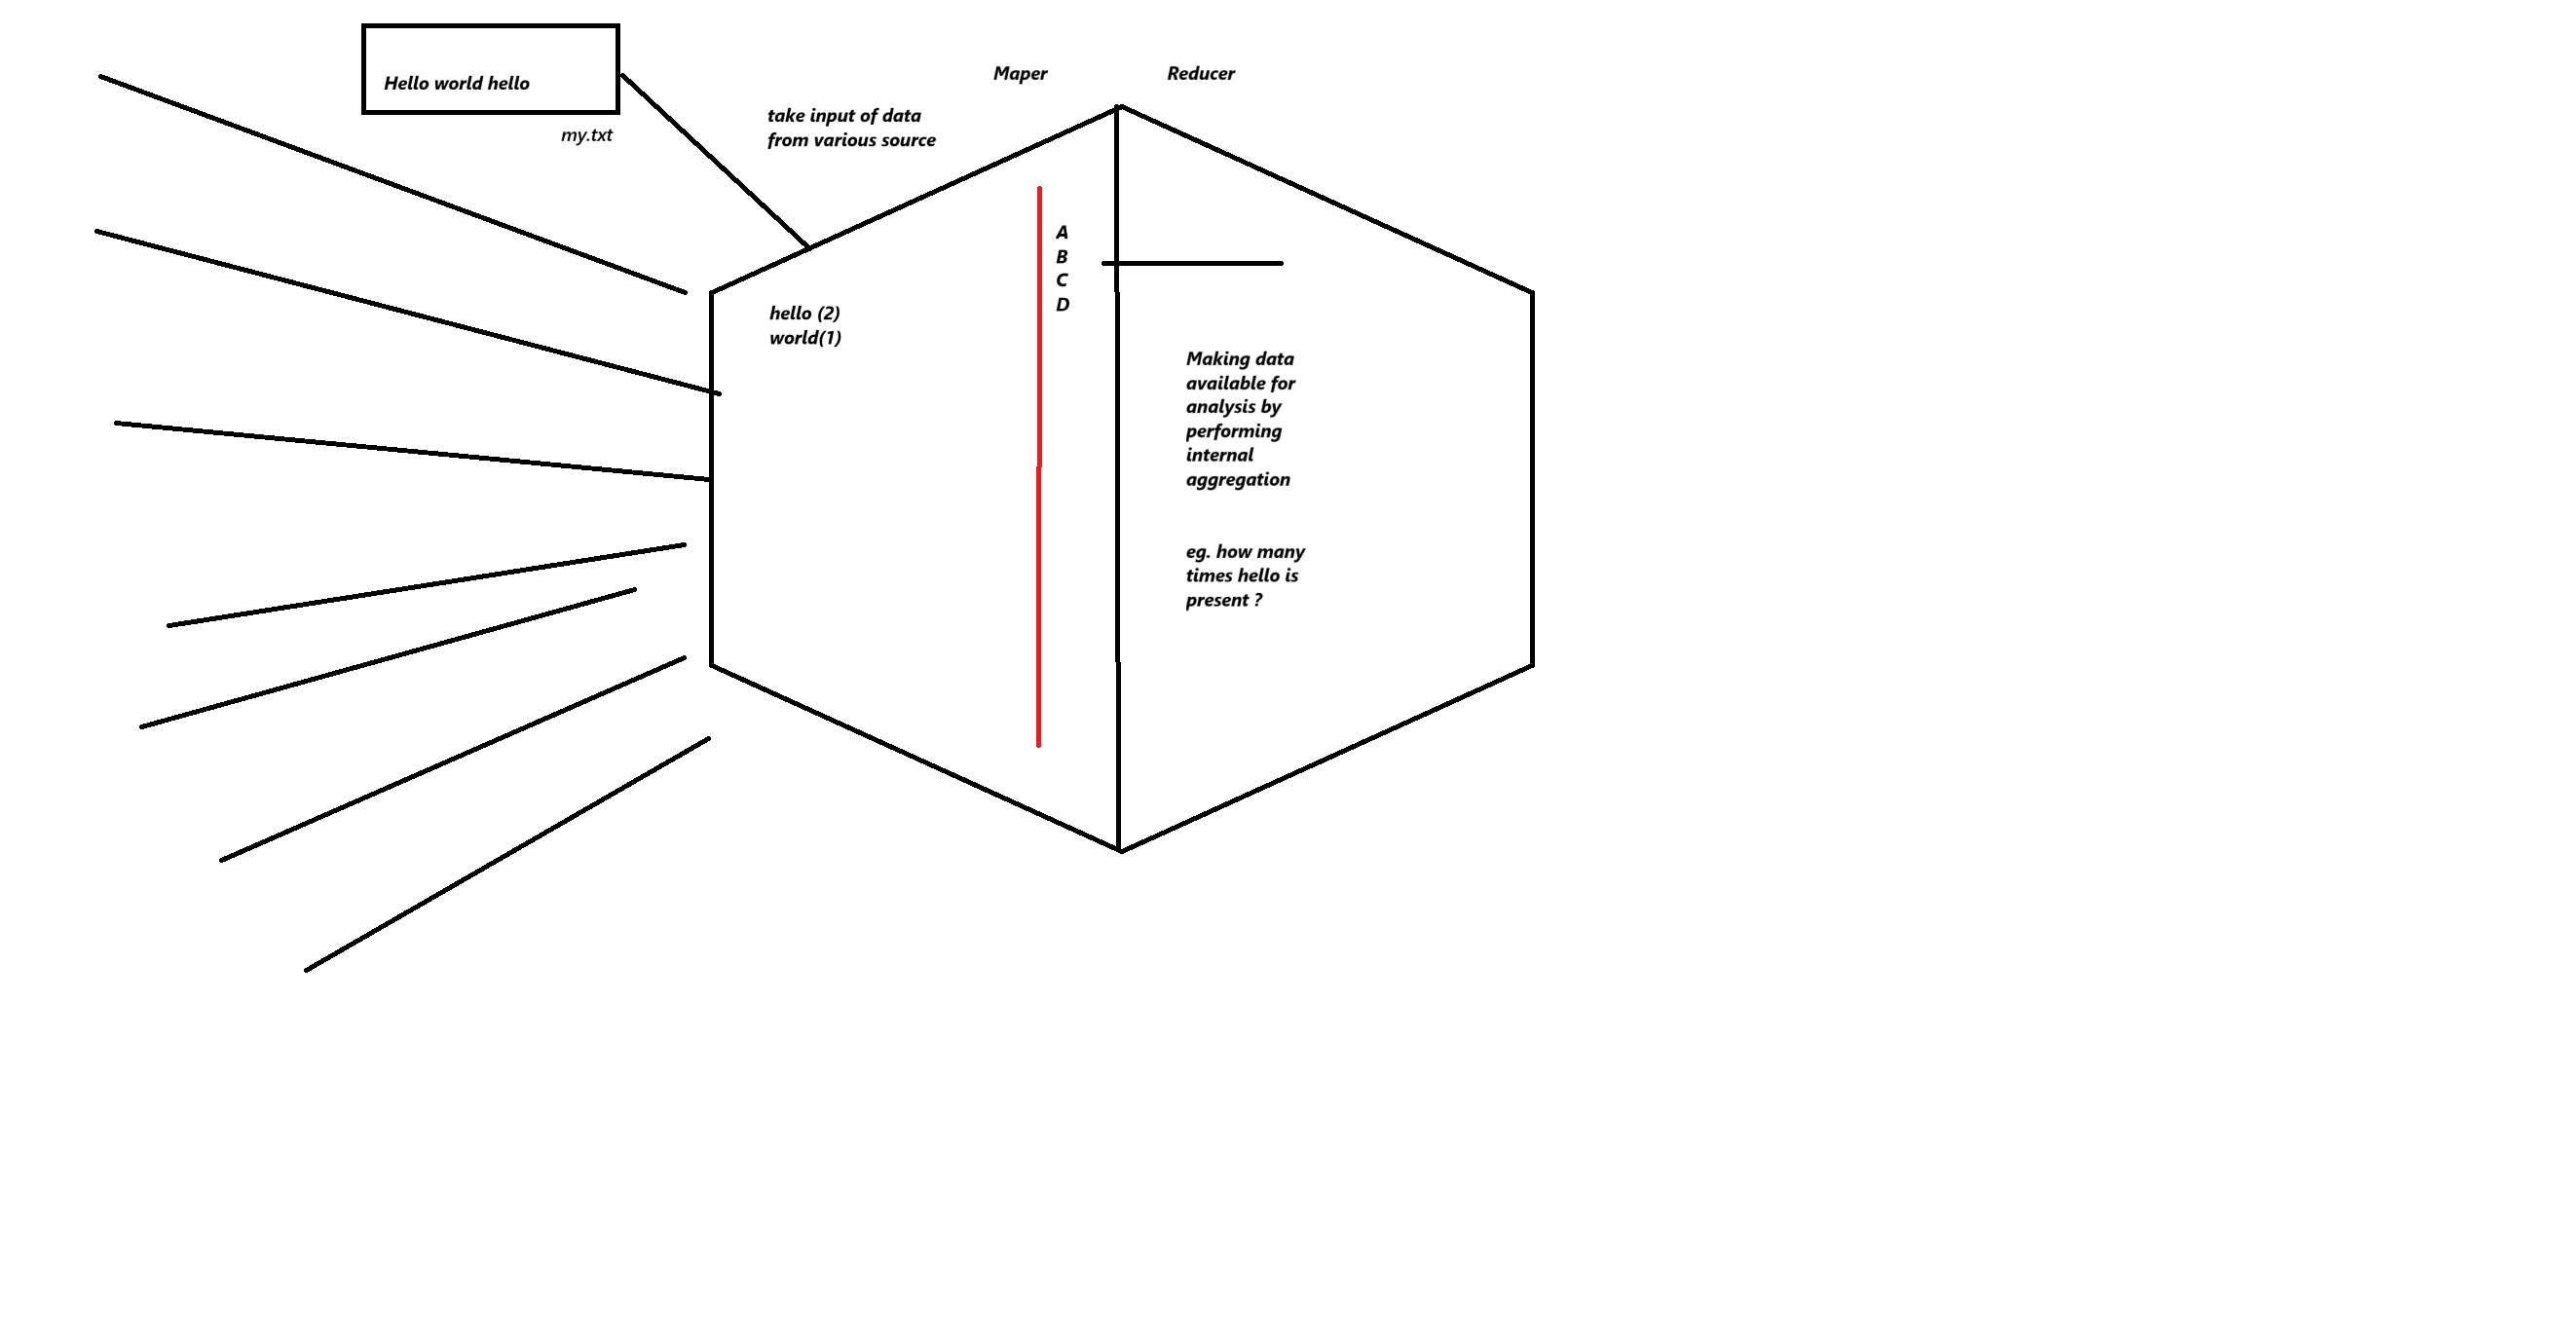 Hello world hello
my.txt
take input of data
from various source
Maper
Reducer
A
B
C
D
hello (2)
world(1)
Making data
available for
analysis by
performing
internal
aggregation
eg. how many
times hello is
present ?